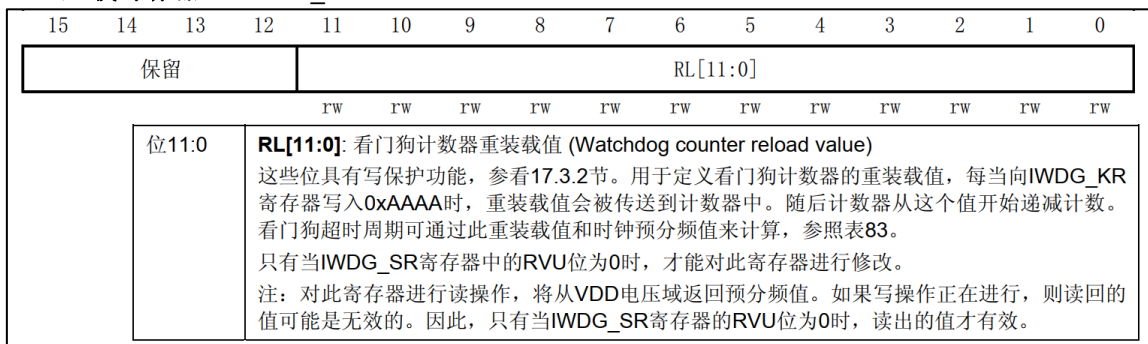 _
15 14 13 12 11 10 9 8 7 6 5 4 3 2 1 0
保留 RL[11:0]
rw rw rw rw rw rw rw rw rw rw rw rw
位11:0 RL[11:0]: 看门狗计数器重装载值 (Watchdog counter reload value)
这些位具有写保护功能，参看17.3.2节。用于定义看门狗计数器的重装载值，每当向IWDG_KR
寄存器写入0xAAAA时，重装载值会被传送到计数器中。随后计数器从这个值开始递减计数。
看门狗超时周期可通过此重装载值和时钟预分频值来计算，参照表83。
只有当IWDG_SR寄存器中的RVU位为0时，才能对此寄存器进行修改。
注：对此寄存器进行读操作，将从VDD电压域返回预分频值。如果写操作正在进行，则读回的
值可能是无效的。因此，只有当IWDG_SR寄存器的RVU位为0时，读出的值才有效。